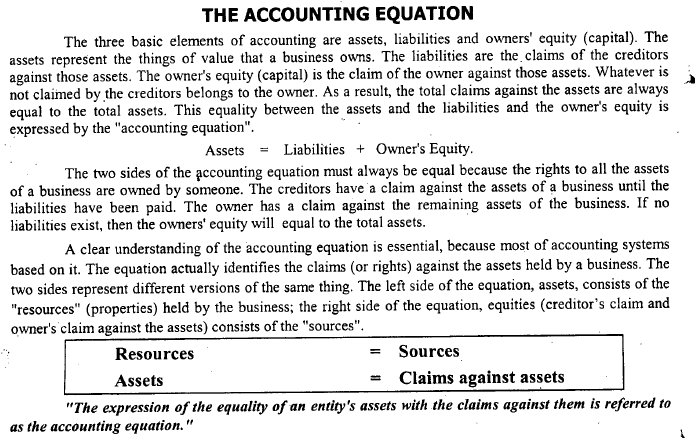 THE ACCOUNTING EQUATION
The three basic elements of accounting are assets, liabilities and owners' equity (capital). The
assets represent the things of value that a business owns. The liabilities are the claims of the creditors
against those assets. The owner's equity (capital) is the claim of the owner against those assets. Whatever is
not claimed by the creditors belongs to the owner. As a result, the total claims against the assets are always
equal to the total assets. This equality between the assets and the liabilities and the owner's equity is
expressed by the "accounting equation".
Assets = Liabilities + Owner's Equity.
The two sides of the accounting equation must always be equal because the rights to all the assets
of a business are owned by someone. The creditors have a claim against the assets of a business until the
liabilities have been paid. The owner has a claim against the remaining assets of the business. If no
liabilities exist, then the owners' equity will equal to the total assets.
A clear understanding of the accounting equation is essential, because most of accounting systems
based on it. The equation actually identifies the claims (or rights) against the assets held by a business. The
two sides represent different versions of the same thing. The left side of the equation, assets, consists of the
"resources" (properties) held by the business; the right side of the equation, equities (creditor's claim and
owner's claim against the assets) consists of the "sources".
Resources = Sources
Assets = Claims against assets
"The expression of the equality of an entity's assets with the claims against them is referred to
as the accounting equation."